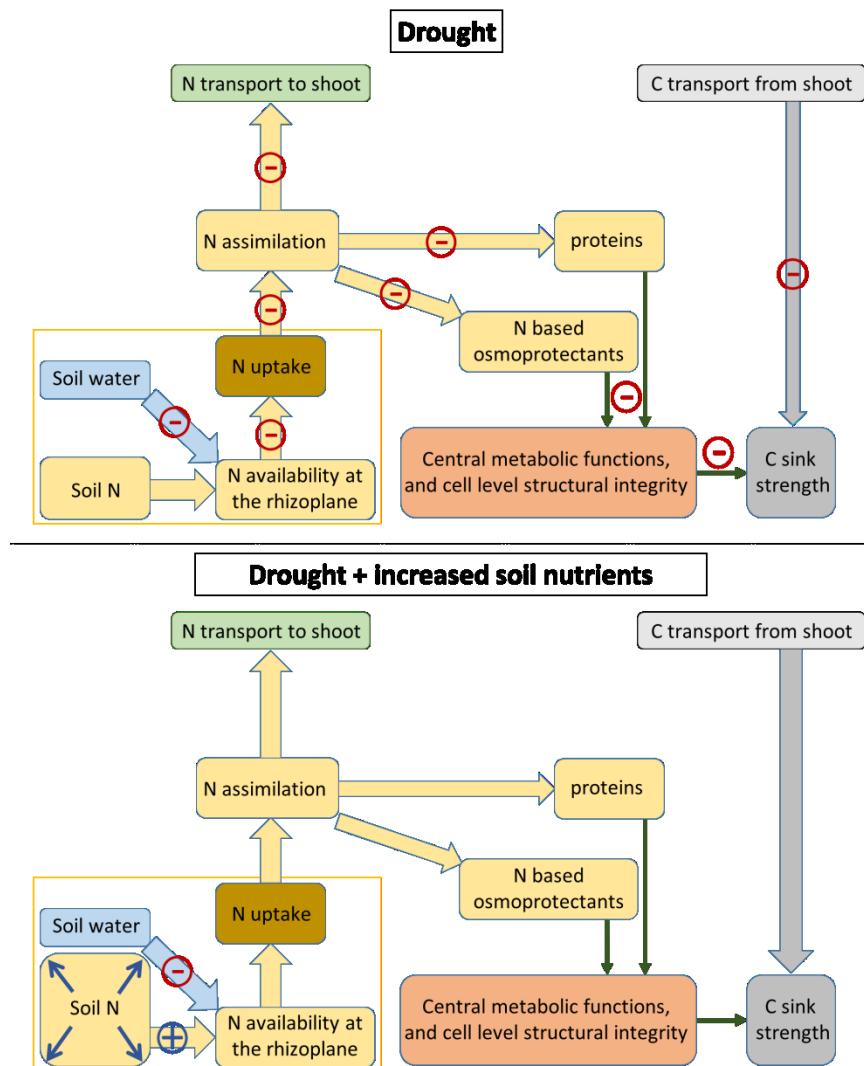 Drought
N transport to shoot
C transport from shoot
−
−
N assimilation
−
proteins
−
−
−
N based
osmoprotectants
Soil water
N uptake
−
−
−
Central metabolic functions,
and cell level structural integrity
−
C sink
strength
Soil N
N availability at
the rhizoplane
Drought + increased soil nutrients
N transport to shoot
C transport from shoot
N assimilation
proteins
N based
osmoprotectants
N uptake
Soil water
−
Soil N
+
N availability at
the rhizoplane
Central metabolic functions,
and cell level structural integrity
C sink
strength